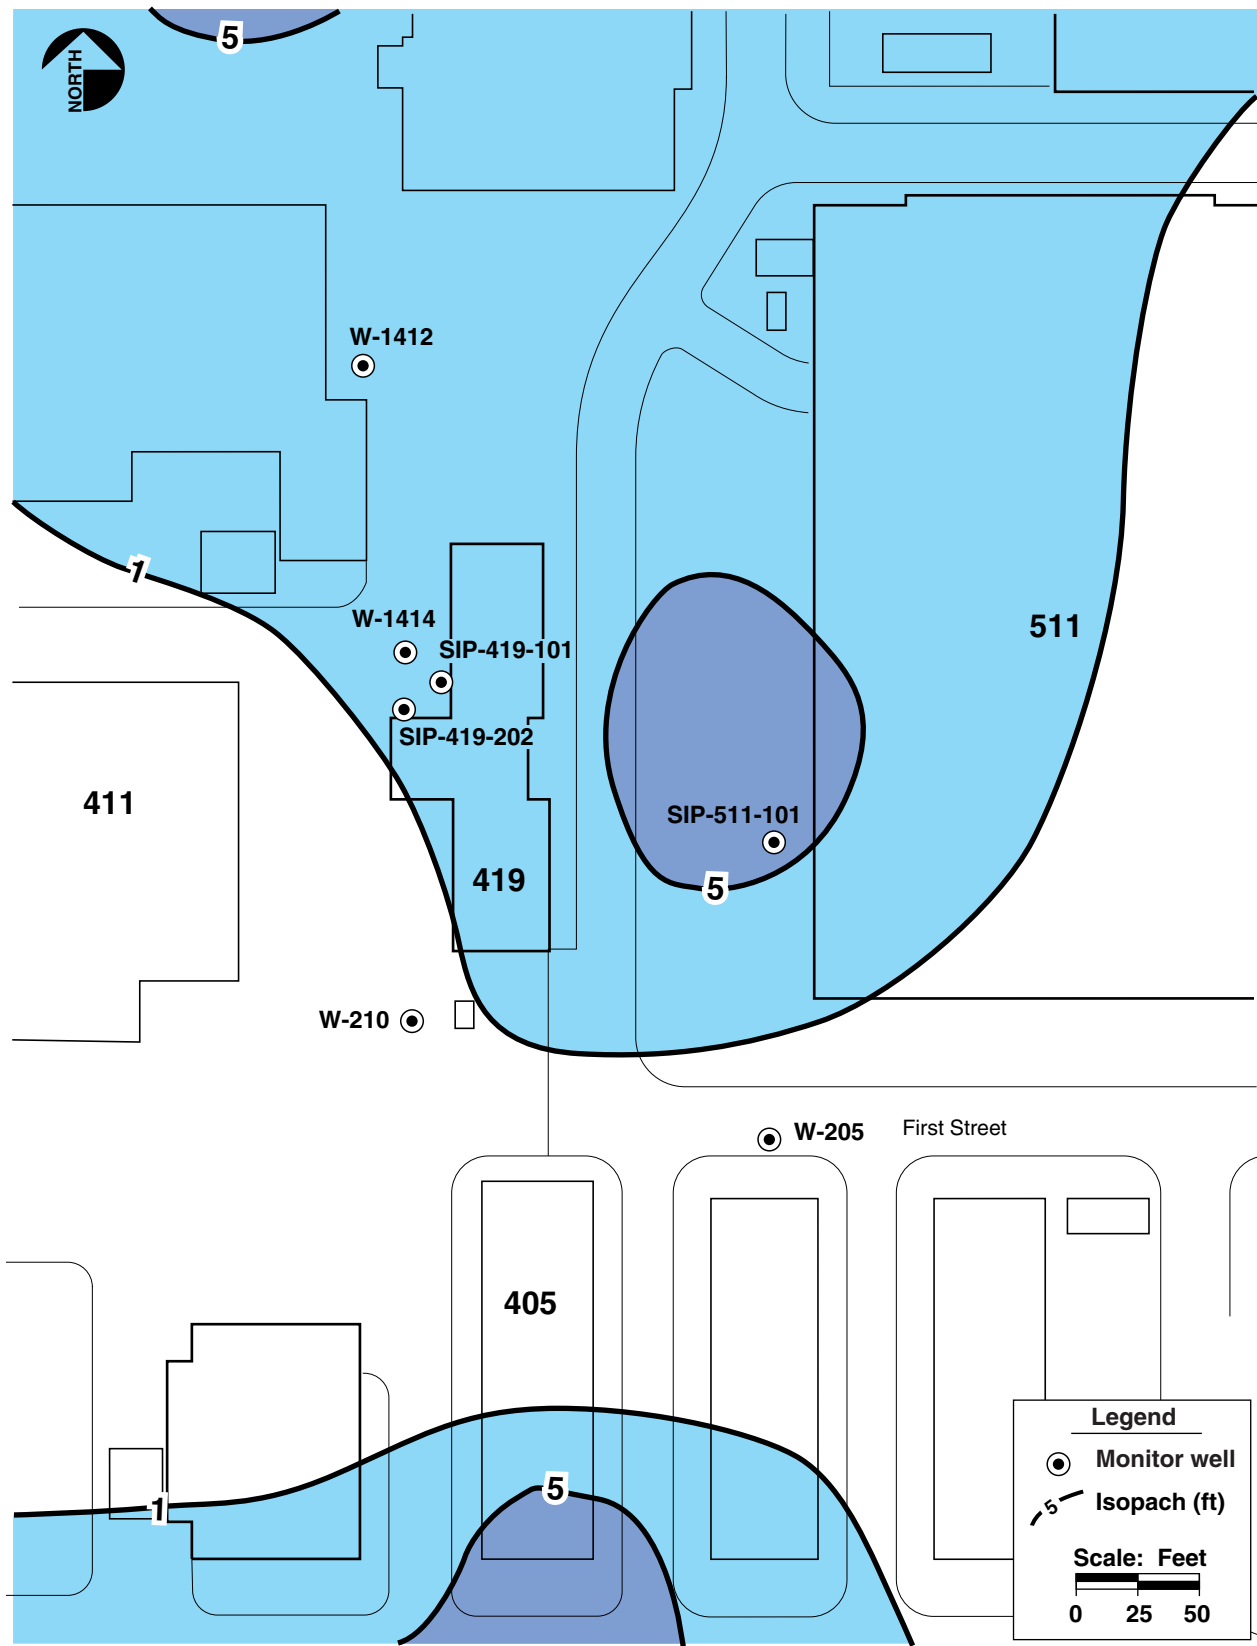 5
NORTH
W-1412
1
W-1414
SIP-419-101
511
SIP-419-202
411
SIP-511-101
419
5
W-210
W-205
First Street
405
5
1
Legend
Monitor well
5
Isopach (ft)
Scale: Feet
0 25 50